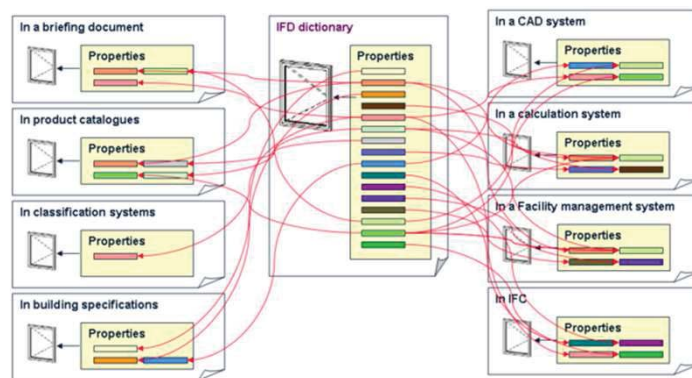 In a briefing document
Properties
In product catalogues
Properties
In classification systems
Properties
In building specifications
Properties
IFD dictionary
Properties
In a CAD system
Properties
In a calculation system
Properties
In a Facility management system
Properties
In IFC
Properties